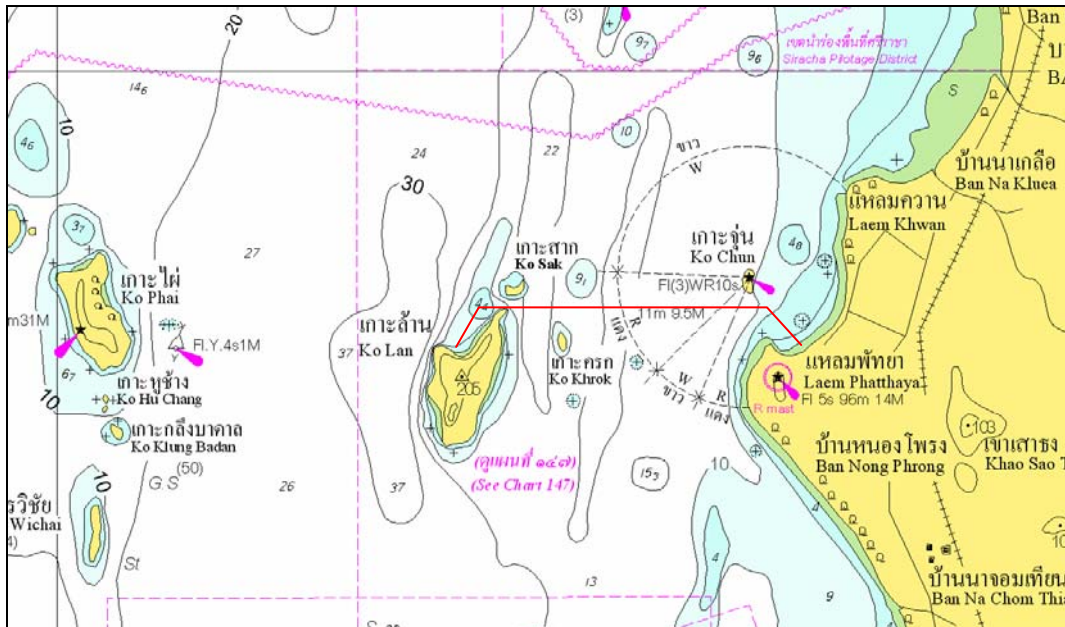 20
(3)
97
96
เขตนำร่องพื้นที่ศรีราชา
Siracha Pilotage District
Ban
บา
BA
S
146
10
46
24
22
10
30
ขาว
W
R
แดง
บ้านนาเกลือ
Ban Na Kluea
แหลมควาน
Laem Khwan
31
27
เกาะสาก
Ko Sak
91
เกาะจุ่น
Ko Chun
48
Fl(3)WR10s
11m 9.5M
เกาะไผ่
Ko Phai
m31M
Fl.Y.4s1M
Y
44
เกาะล้าน
Ko Lan
37
205
เกาะครก
Ko Khrok
แหลมพัทยา
Laem Phatthaya
Fl 5s 96m 14M
R mast
67
เกาะหูช้าง
Ko Hu Chang
10
W
ขาว
R
แดง
เกาะกลึงบาดาล
Ko Klung Badan
(50)
G.S
26
37
(ดูแผนที่ ๑๔๗)
(See Chart 147)
153
10
บ้านหนองโพรง
Ban Nong Phrong
103
เขาเสาธง
Khao Sao T
รวิชัย
Wichai
4)
10
St
13
4
4
9
4
10
บ้านนาจอมเทียน
Ban Na Chom Thia
S